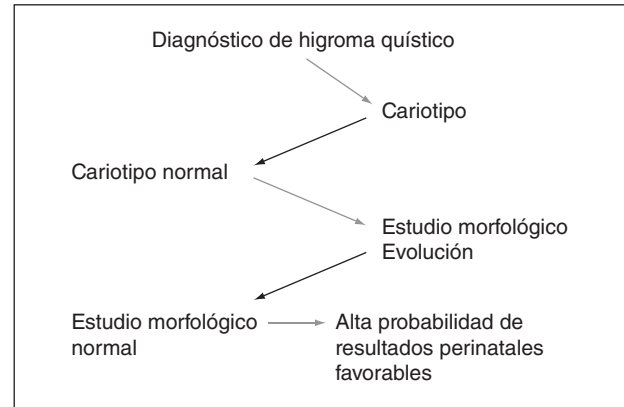 Diagnóstico de higroma quístico
Cariotipo
Cariotipo normal
Estudio morfológico
Evolución
Estudio morfológico
normal
Alta probabilidad de
resultados perinatales
favorables